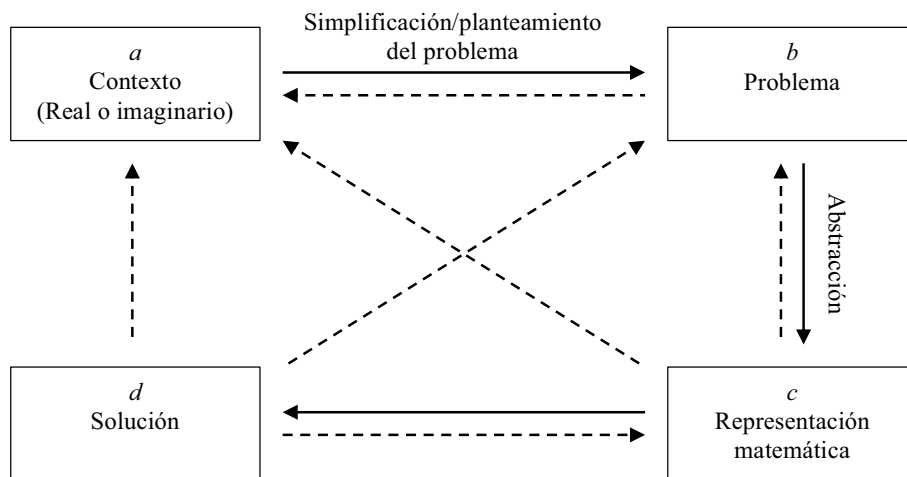 Simplificación/planteamiento
del problema
a
Contexto
(Real o imaginario)
b
Problema
Abstracción
d
Solución
c
Representación
matemática